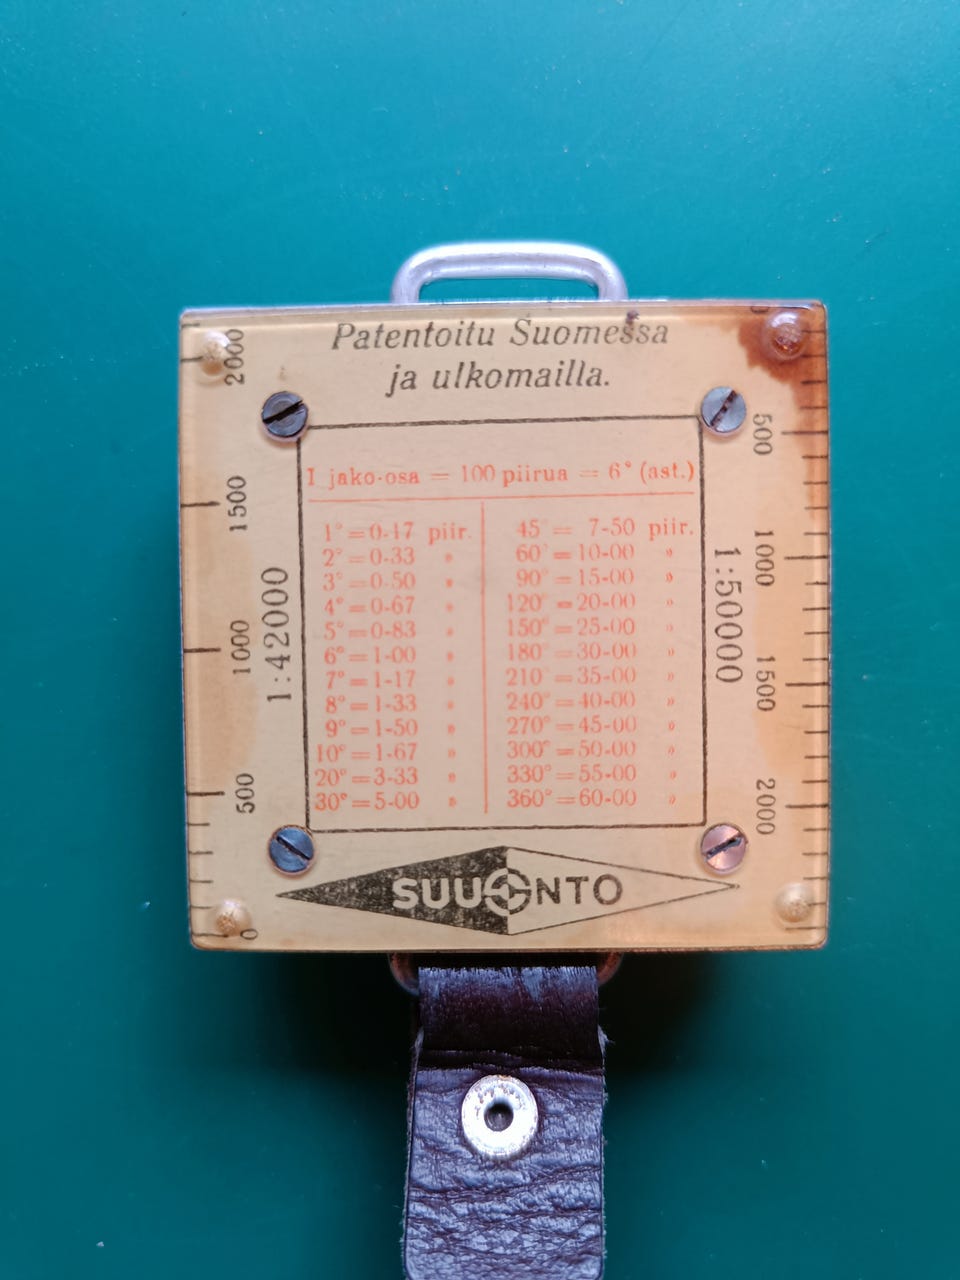 Patentoitu Suomessa
ja ulkomailla.
I jako-osa = 100 piirua = 6° (ast.)
1° = 0-17 piir.
2° = 0-33 "
3° = 0-50 "
4° = 0-67 "
5° = 0-83 "
6° = 1-00 "
7° = 1-17 "
8° = 1-33 "
9° = 1-50 "
10° = 1-67 "
20° = 3-33 "
30° = 5-00 "
45° = 7-50 piir.
60° = 10-00 "
90° = 15-00 "
120° = 20-00 "
150° = 25-00 "
180° = 30-00 "
210° = 35-00 "
240° = 40-00 "
270° = 45-00 "
300° = 50-00 "
330° = 55-00 "
360° = 60-00 "
1:42000
0
500
1000
1500
2000
1:50000
0
500
1000
1500
2000
SUUNTO